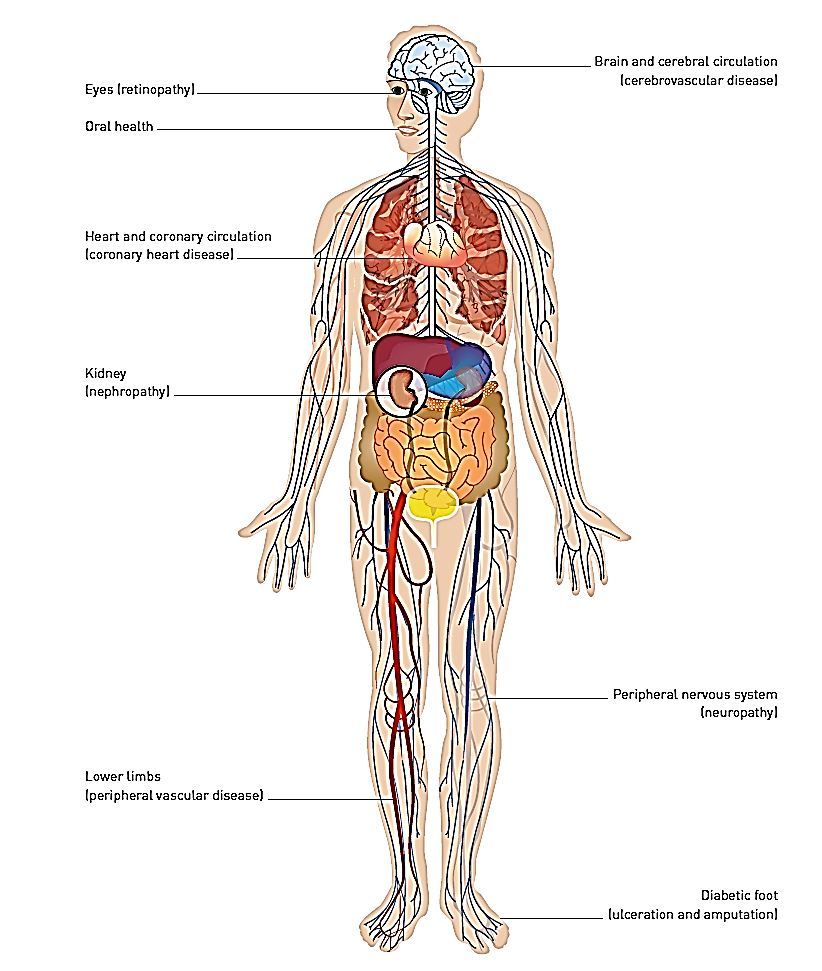 Brain and cerebral circulation
(cerebrovascular disease)
Eyes (retinopathy)
Oral health
Heart and coronary circulation
(coronary heart disease)
Kidney
(nephropathy)
Peripheral nervous system
(neuropathy)
Lower limbs
(peripheral vascular disease)
Diabetic foot
(ulceration and amputation)